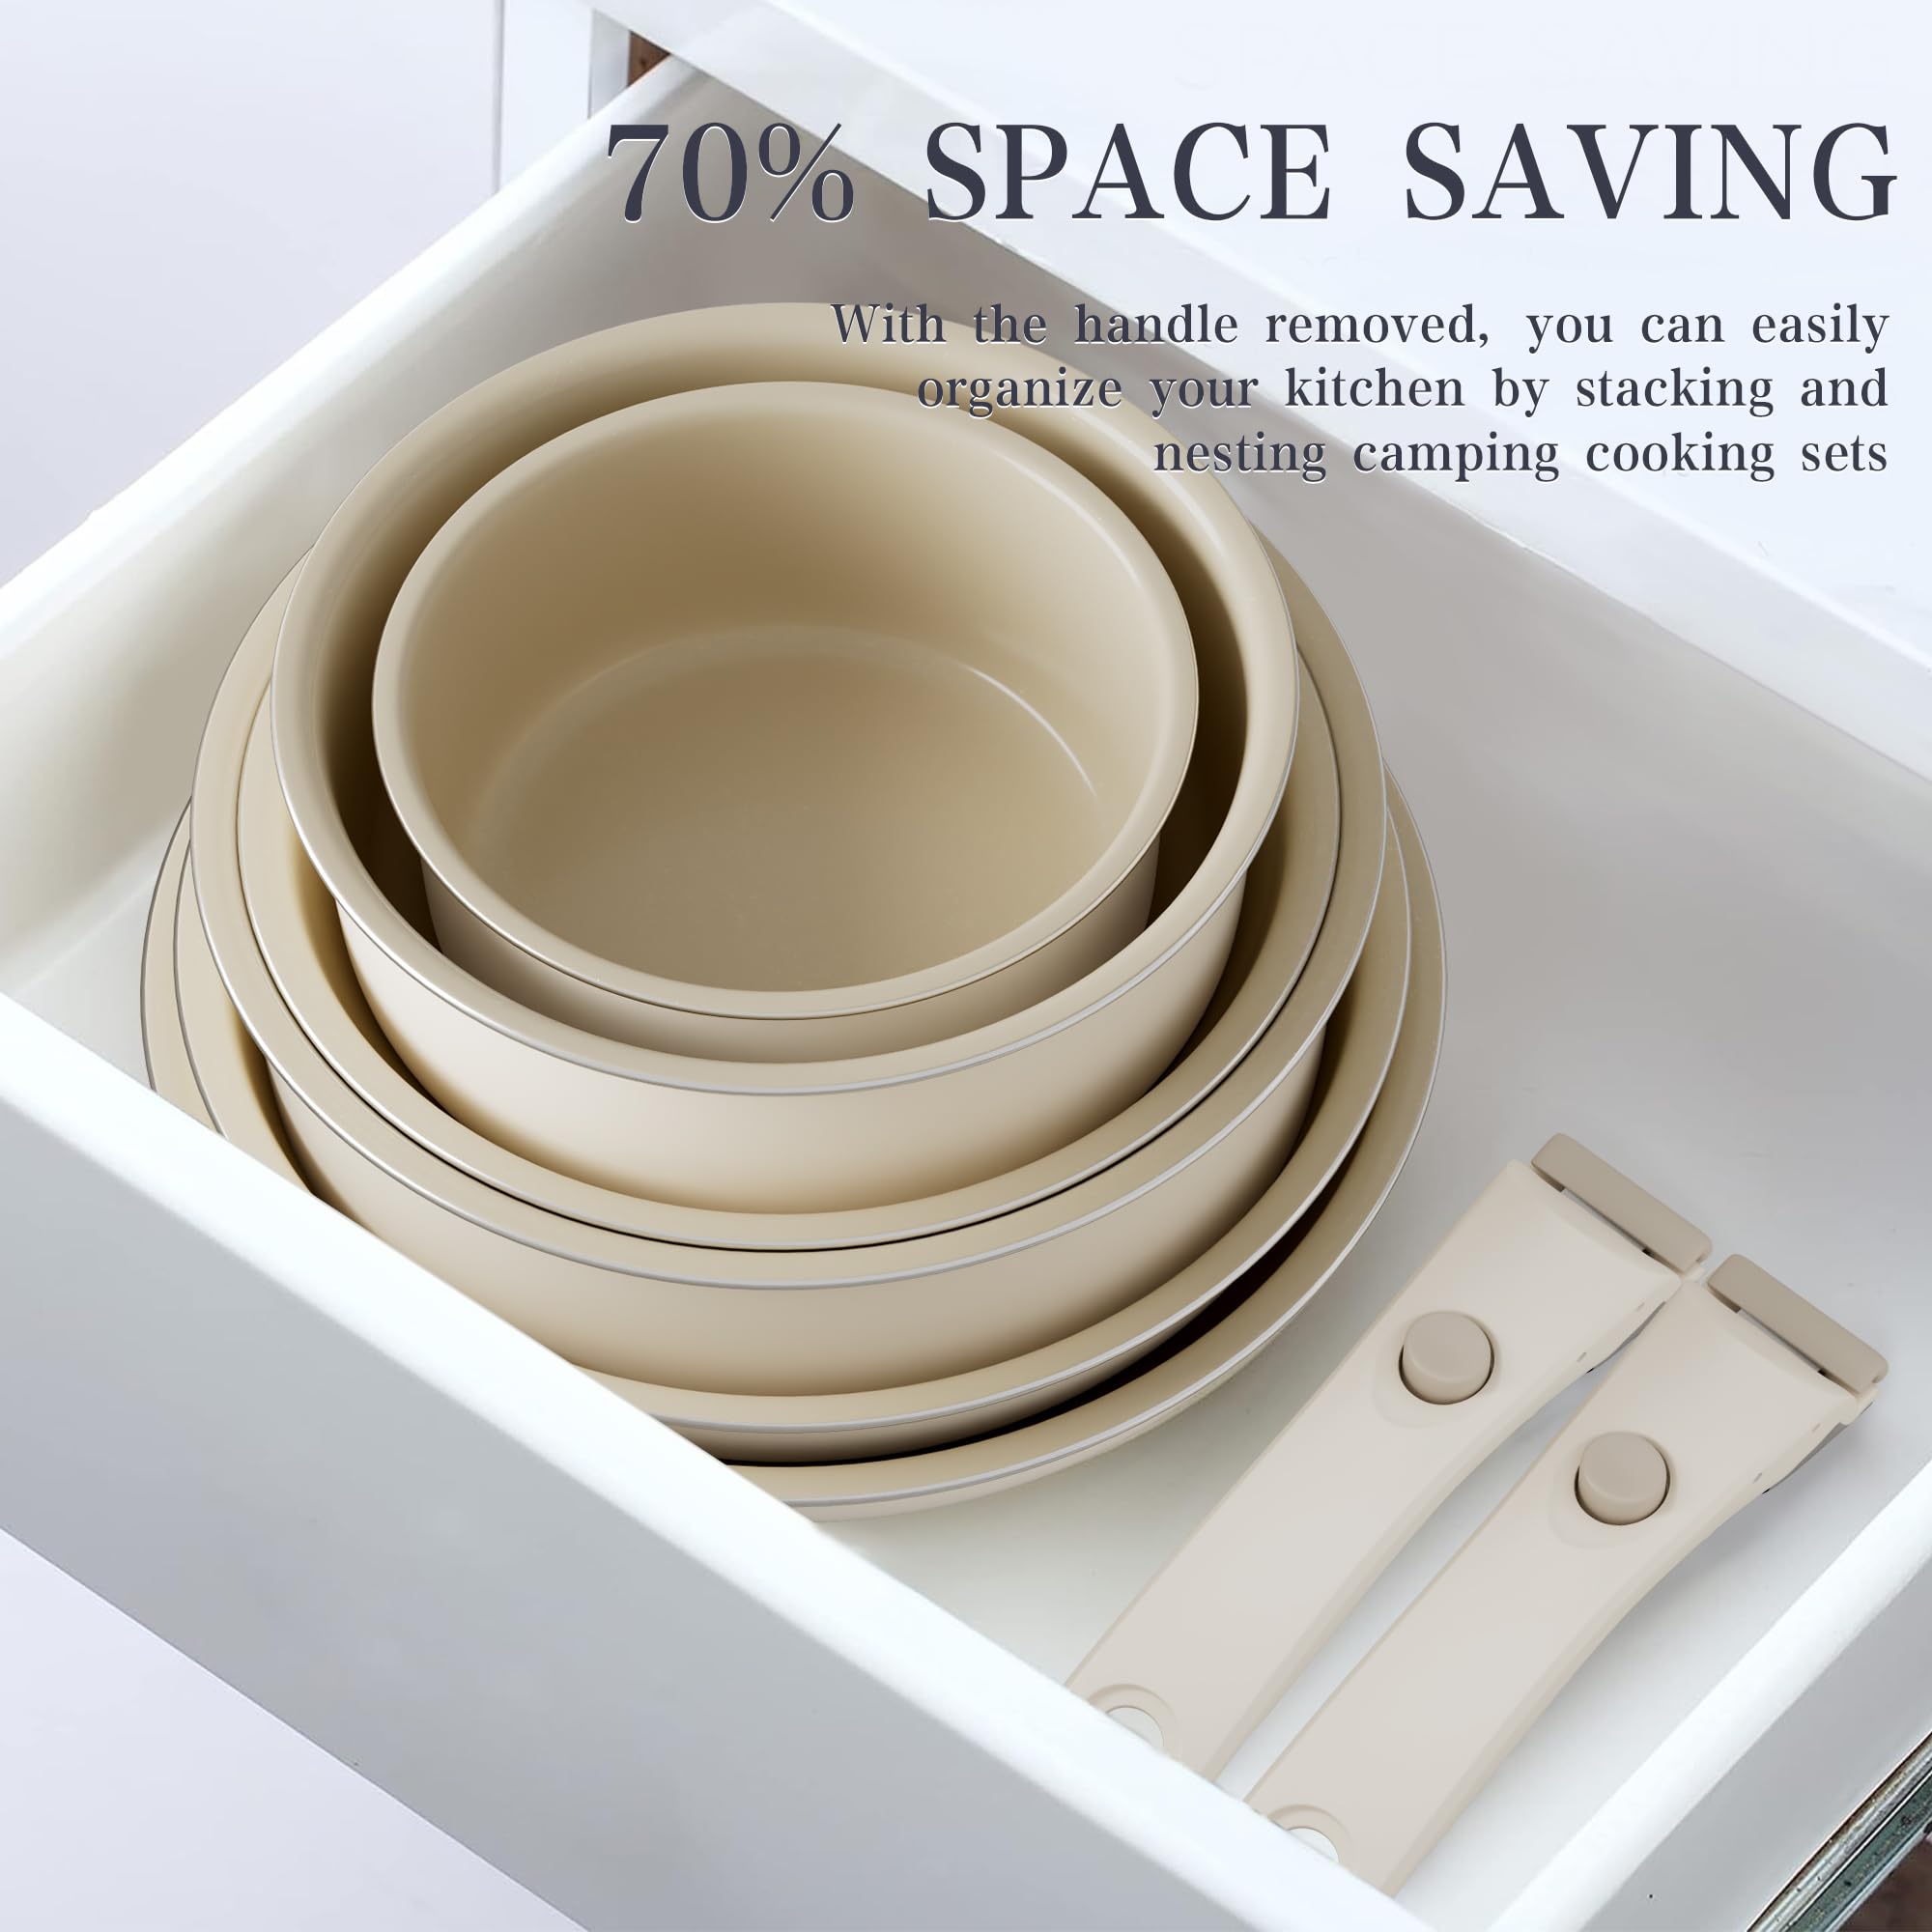 70% SPACE SAVING
With the handle removed, you can easily
organize your kitchen by stacking and
nesting camping cooking sets